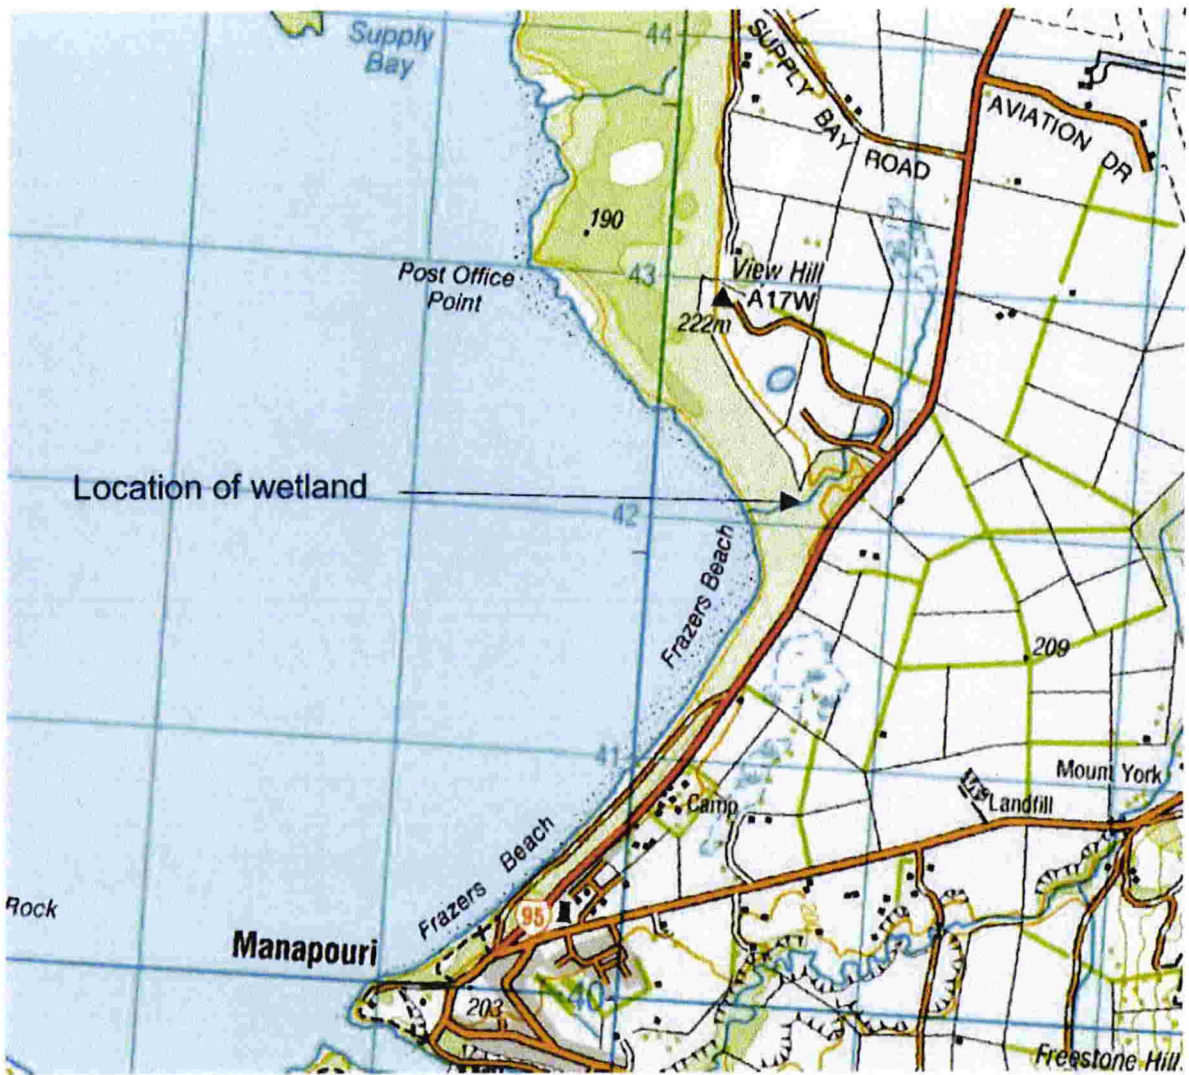 Supply
Bay
44
SUPPLY BAY ROAD
AVIATION DR
190
Post Office
Point
43
View Hill
A17W
222m
Location of wetland
42
Frazers Beach
209
41
Mount York
Camp
Landfill
Frazers Beach
Rock
95
Manapouri
203
40
Freestone Hill